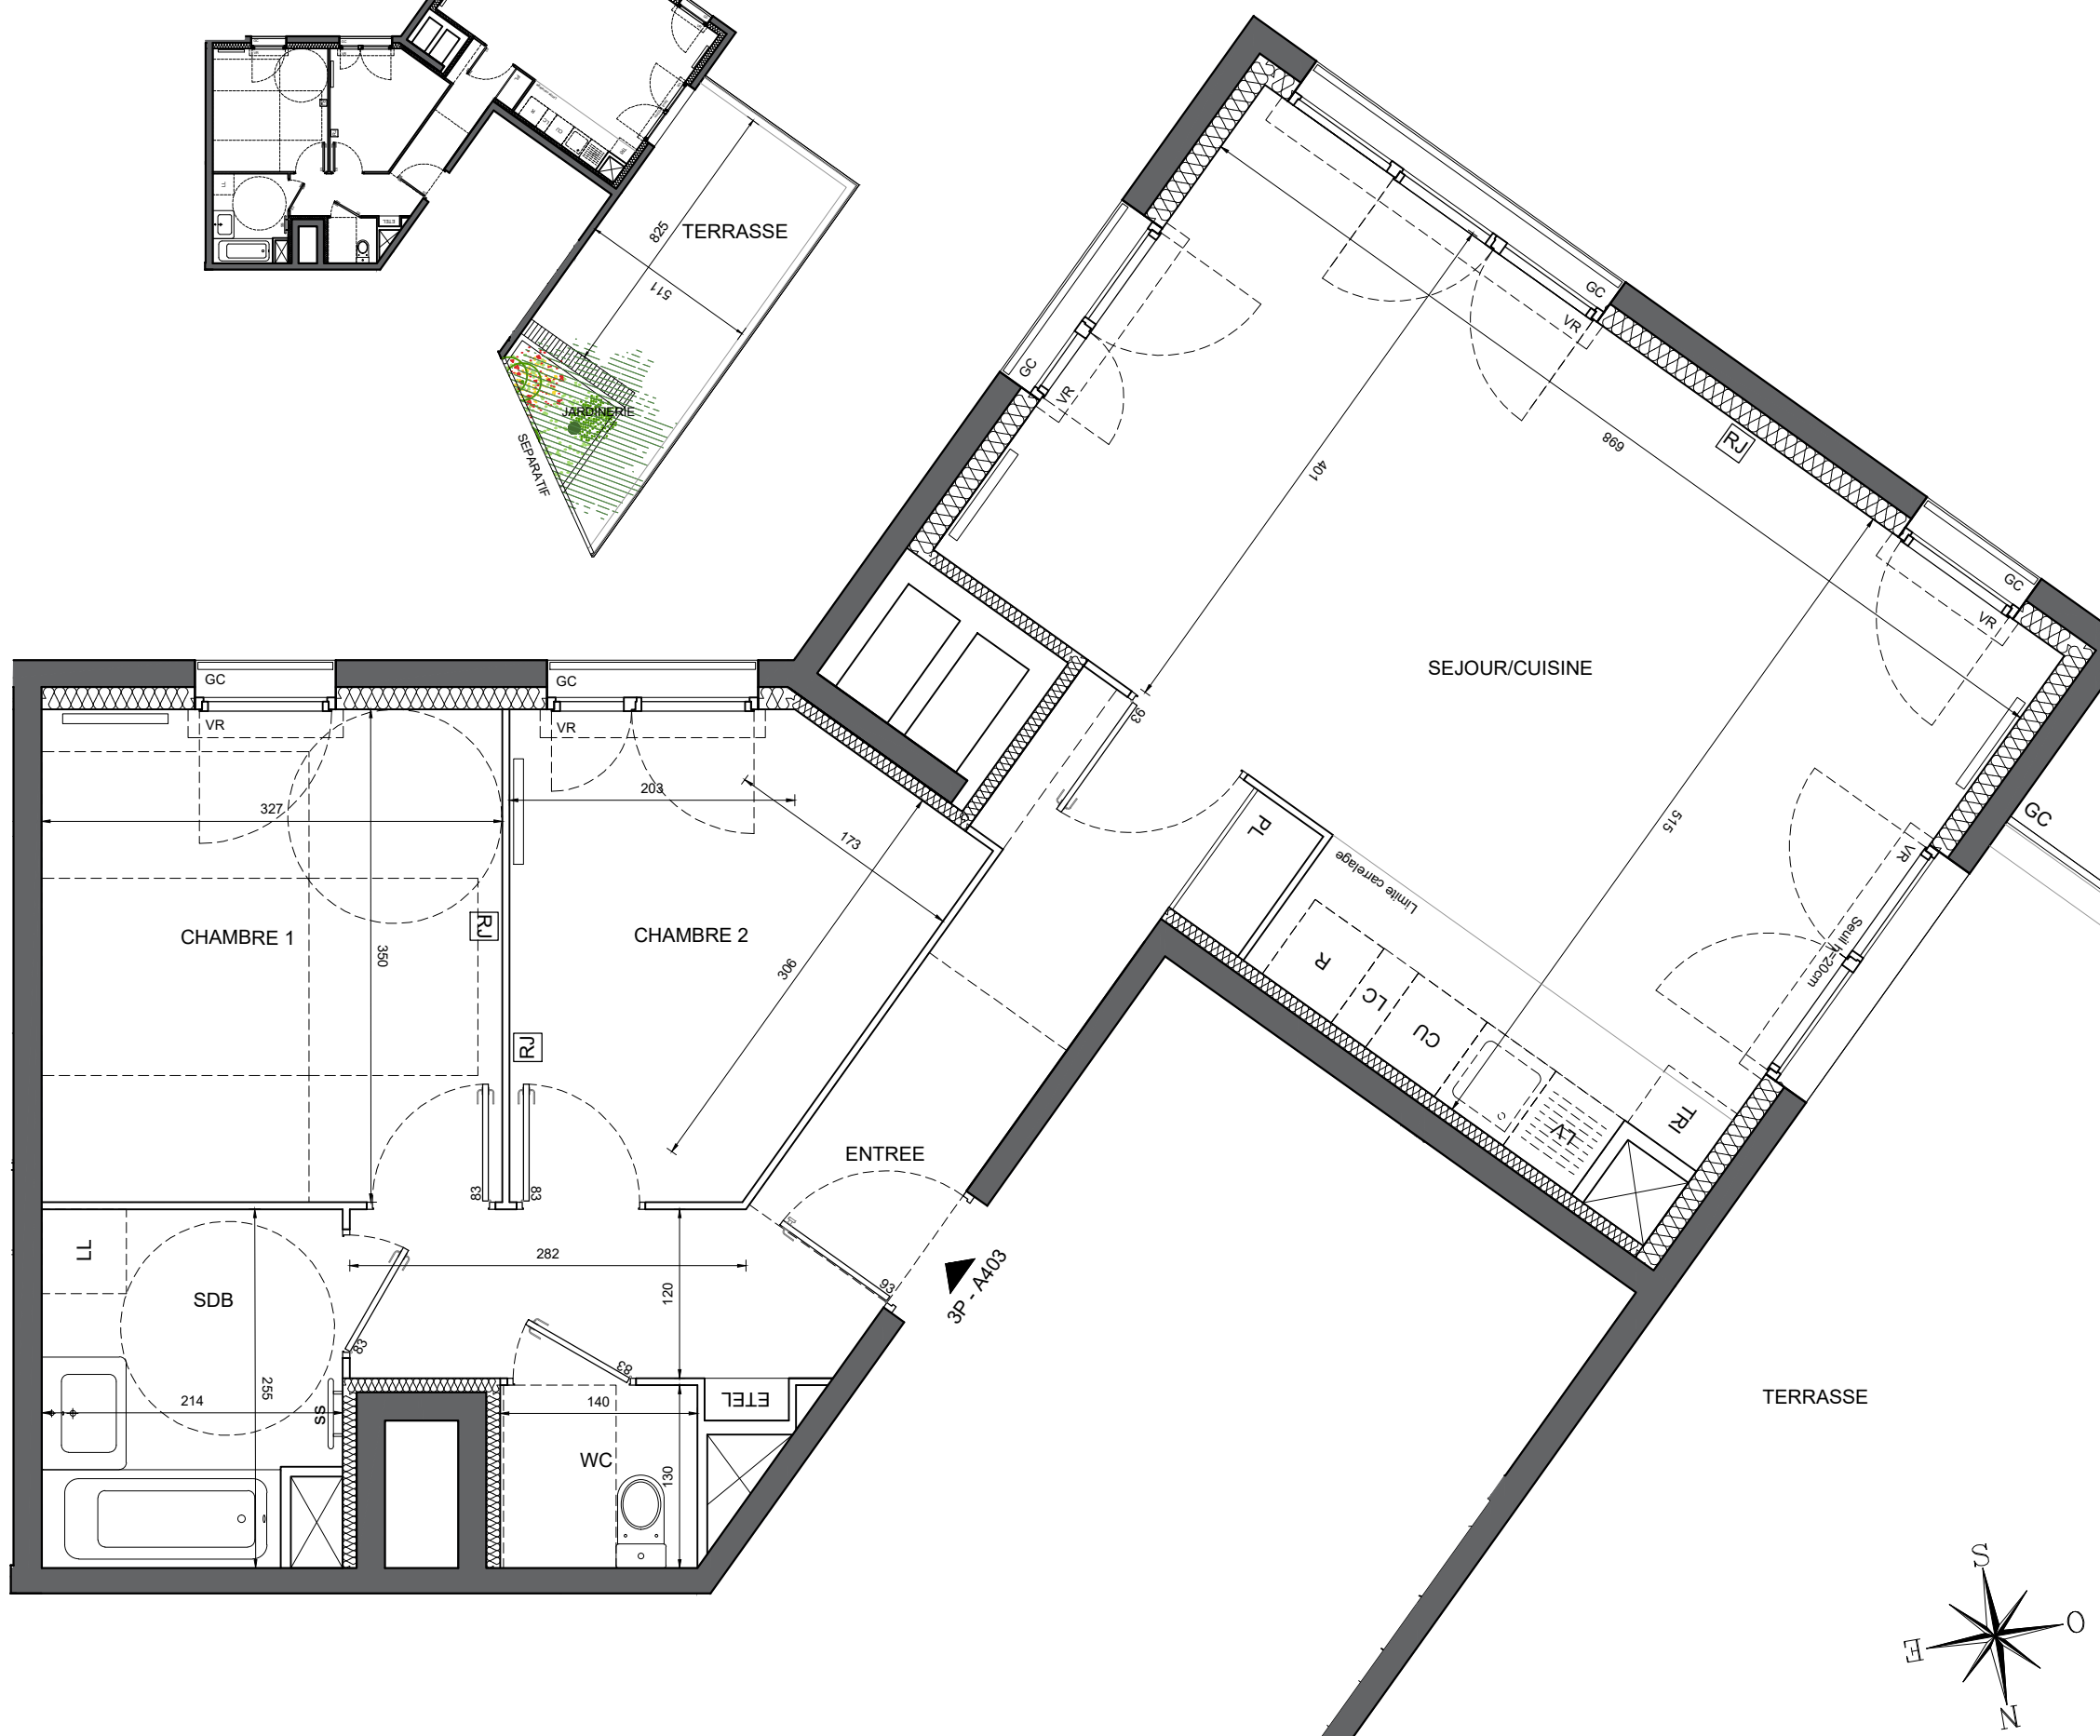 TERRASSE
825
511
JARDINERIE
SEPARATIF
ETEL
GC
VR
GC
VR
GC
VR
698
RJ
401
GC
VR
SEJOUR/CUISINE
93
515
GC
VR
Seuil h=20cm
PL
Limite carrelage
R
LC
CU
LV
TRI
GC
VR
GC
VR
327
203
173
RJ
CHAMBRE 1
350
CHAMBRE 2
306
RJ
83
83
ENTREE
93
3P - A403
LL
SDB
282
120
83
83
214
255
SS
140
ETEL
WC
130
TERRASSE
S
O
E
N